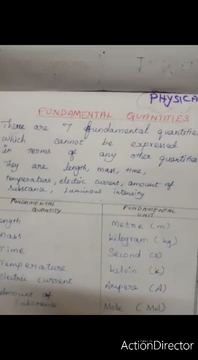 PHYSICA
FUNDAMENTAL QUANTITIES
There are 7 fundamental quantities
which cannot be expressed
in terms of any other quantities
They are length, mass, time,
temperature, electric current, amount of
substance, Luminous intensity
FUNDAMENTAL QUANTITY
FUNDAMENTAL UNIT
ength Metre (m)
Mass kilogram (kg)
Time Second (s)
Temperature kelvin (k)
electric current Ampere (A)
Amount of
substance Mole (Mol)
ActionDirector